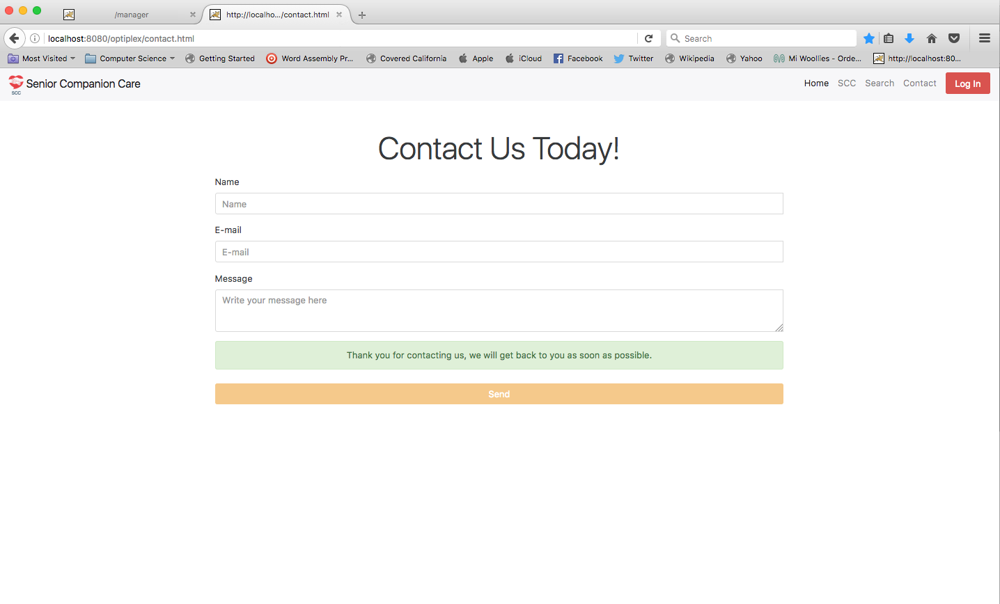 /manager
http://localho.../contact.html
localhost:8080/optiplex/contact.html
Search
Most Visited Computer Science Getting Started Word Assembly Pr... Covered California Apple iCloud Facebook Twitter Wikipedia Yahoo Mi Woollies - Orde... http://localhost:80...
SCC
Senior Companion Care
Home SCC Search Contact Log In
Contact Us Today!
Name
Name
E-mail
E-mail
Message
Write your message here
Thank you for contacting us, we will get back to you as soon as possible.
Send